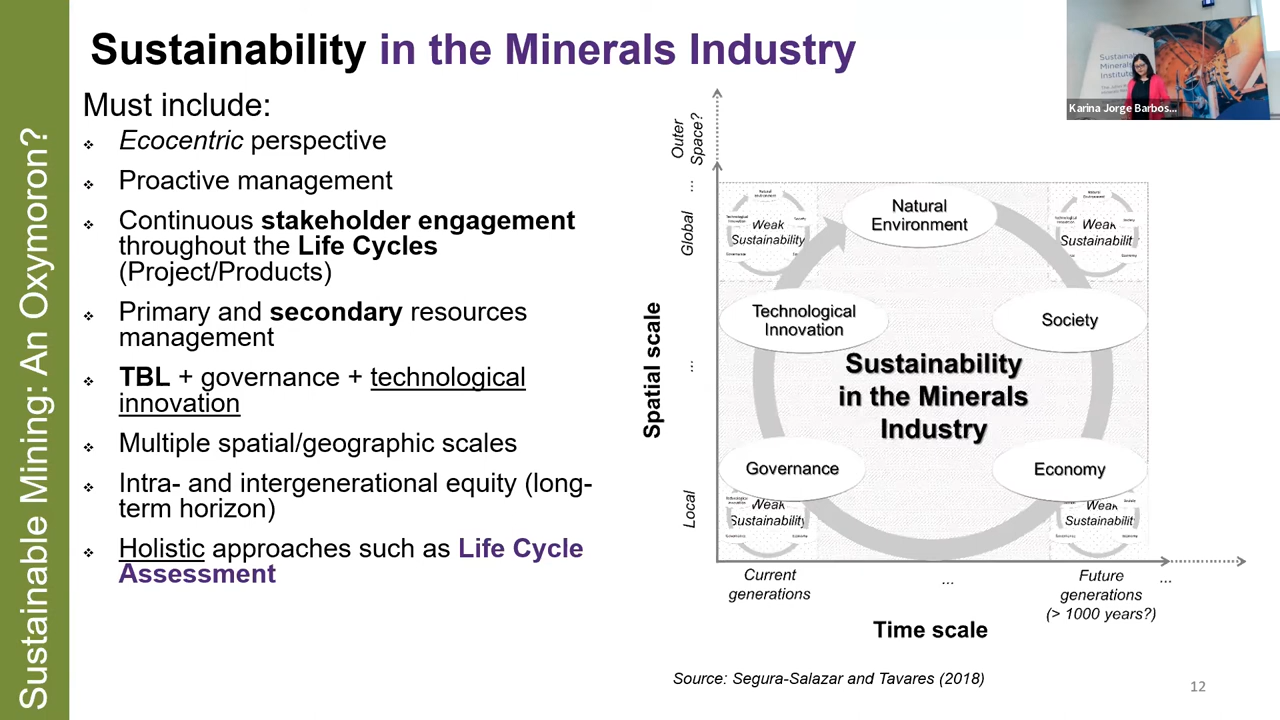 Sustainable Mining: An Oxymoron?
Sustainability in the Minerals Industry
Must include:
❖ Ecocentric perspective
❖ Proactive management
❖ Continuous stakeholder engagement
throughout the Life Cycles
(Project/Products)
❖ Primary and secondary resources
management
❖ TBL + governance + technological
innovation
❖ Multiple spatial/geographic scales
❖ Intra- and intergenerational equity (long-
term horizon)
❖ Holistic approaches such as Life Cycle
Assessment
Sustainable
Minerals
Institute
Karina Jorge Barbos...
Spatial scale
Outer
Space?
...
Global
...
Local
Natural
Environment
Technological
Innovation
Society
Sustainability
in the Minerals
Industry
Governance
Economy
Weak
Sustainability
Weak
Sustainabilit
Weak
Sustainability
Weak
Sustainabilit
Current
generations
...
Future
generations
(> 1000 years?)
...
Time scale
Source: Segura-Salazar and Tavares (2018)
12